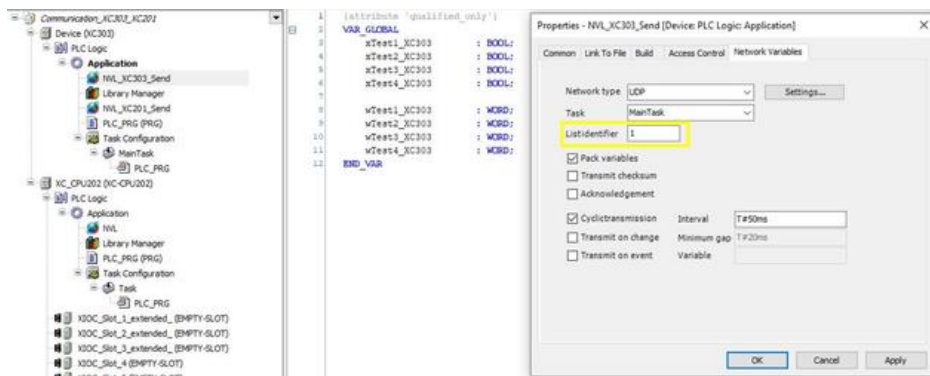 Communication_XC303_XC201
Device (XC303)
PLC Logic
Application
NVL_XC303_Send
Library Manager
NVL_XC201_Send
PLC_PRG (PRG)
Task Configuration
MainTask
PLC_PRG
XC_CPU202 (XC-CPU202)
PLC Logic
Application
NVL
Library Manager
PLC_PRG (PRG)
Task Configuration
Task
PLC_PRG
XIOC_Slot_1_extended_ (EMPTY-SLOT)
XIOC_Slot_2_extended_ (EMPTY-SLOT)
XIOC_Slot_3_extended_ (EMPTY-SLOT)
XIOC_Slot_4 (EMPTY-SLOT)
1 {attribute 'qualified_only'}
2 VAR_GLOBAL
3 xTest1_XC303 : BOOL;
4 xTest2_XC303 : BOOL;
5 xTest3_XC303 : BOOL;
6 xTest4_XC303 : BOOL;
7
8 wTest1_XC303 : WORD;
9 wTest2_XC303 : WORD;
10 wTest3_XC303 : WORD;
11 wTest4_XC303 : WORD;
12 END_VAR
Properties - NVL_XC303_Send [Device: PLC Logic: Application]
Common Link To File Build Access Control Network Variables
Network type UDP Settings...
Task MainTask
Listidentifier 1
Pack variables
Transmit checksum
Acknowledgement
Cyclictransmission Interval T#50ms
Transmit on change Minimum gap T#20ms
Transmit on event Variable
OK Cancel Apply